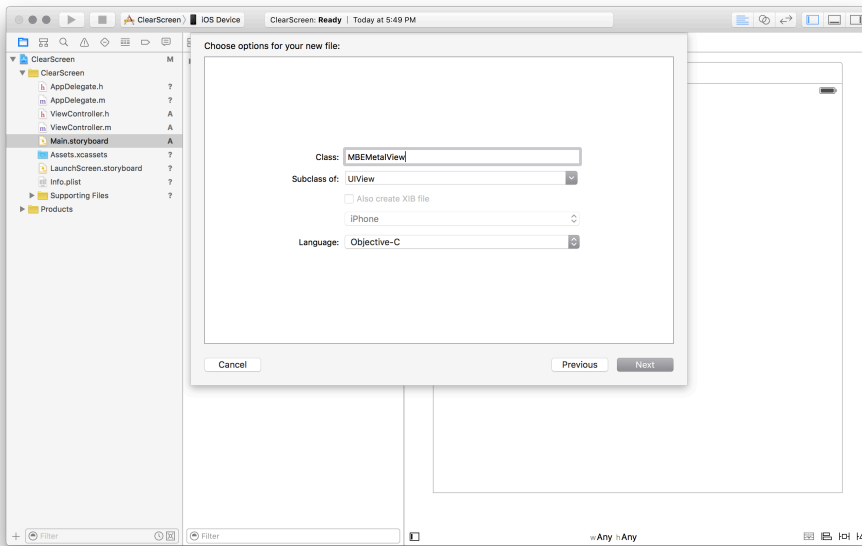 ClearScreen
iOS Device
ClearScreen: Ready | Today at 5:49 PM
Choose options for your new file:
ClearScreen M
ClearScreen
h AppDelegate.h ?
m AppDelegate.m ?
h ViewController.h A
m ViewController.m A
Main.storyboard A
Assets.xcassets ?
LaunchScreen.storyboard ?
Info.plist ?
Supporting Files ?
Products
Class: MBEMetalView
Subclass of: UIView
Also create XIB file
iPhone
Language: Objective-C
Cancel
Previous
Next
Filter
Filter
wAny hAny